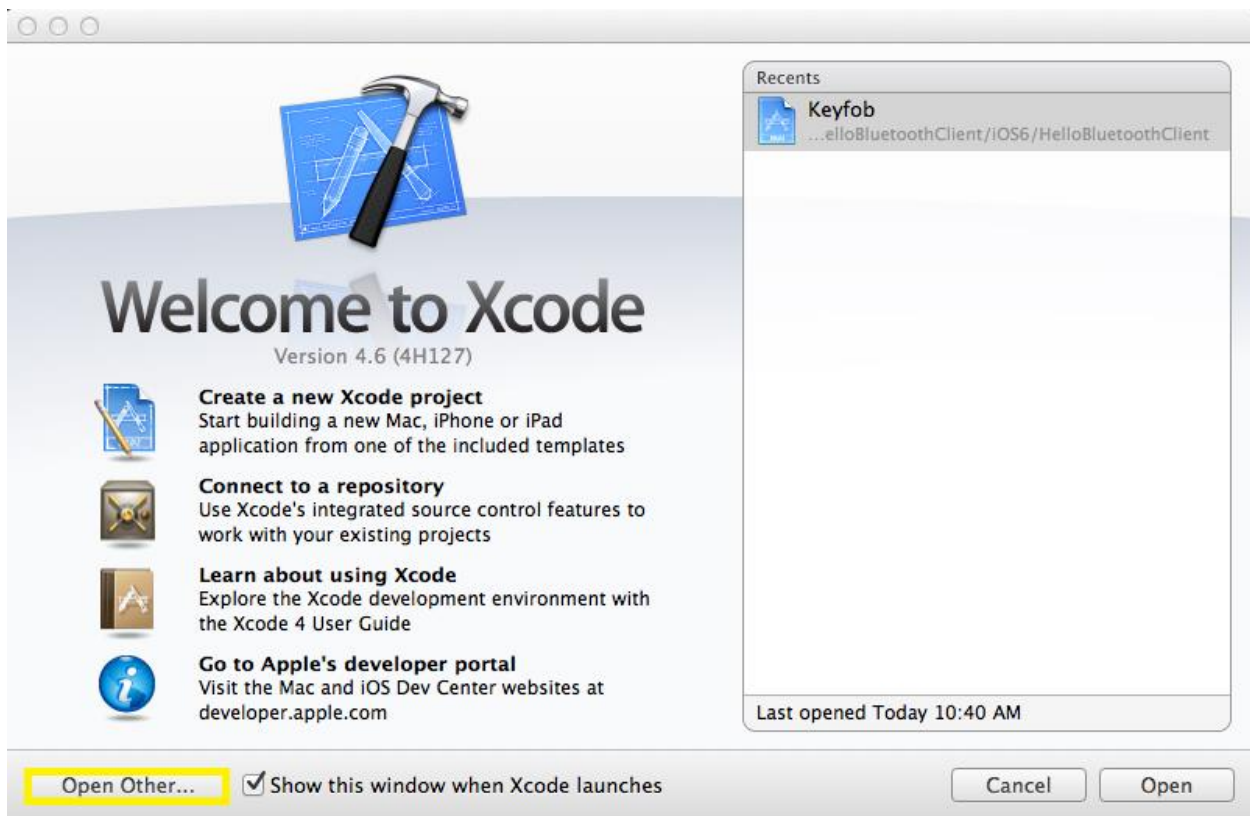 Welcome to Xcode
Version 4.6 (4H127)
Create a new Xcode project
Start building a new Mac, iPhone or iPad
application from one of the included templates
Connect to a repository
Use Xcode's integrated source control features to
work with your existing projects
Learn about using Xcode
Explore the Xcode development environment with
the Xcode 4 User Guide
Go to Apple's developer portal
Visit the Mac and iOS Dev Center websites at
developer.apple.com
Recents
Keyfob
...elloBluetoothClient/iOS6/HelloBluetoothClient
Last opened Today 10:40 AM
Open Other...
Show this window when Xcode launches
Cancel
Open